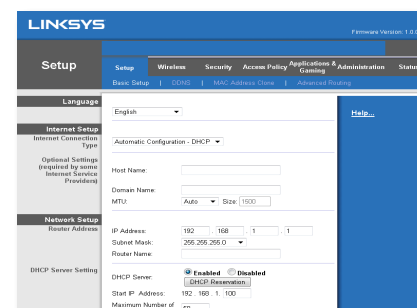 LINKSYS
Firmware Version: 1.0.0
Setup
Setup Wireless Security Access Policy Applications & Gaming Administration Status
Basic Setup | DDNS | MAC Address Clone | Advanced Routing
Language
English
Help...
Internet Setup
Internet Connection Type
Automatic Configuration - DHCP
Optional Settings
(required by some
Internet Service
Providers)
Host Name:
Domain Name:
MTU: Auto Size: 1500
Network Setup
Router Address
IP Address: 192 . 168 . 1 . 1
Subnet Mask: 255.255.255.0
Router Name:
DHCP Server Setting
DHCP Server: Enabled Disabled
DHCP Reservation
Start IP Address: 192 . 168 . 1. 100
Maximum Number of